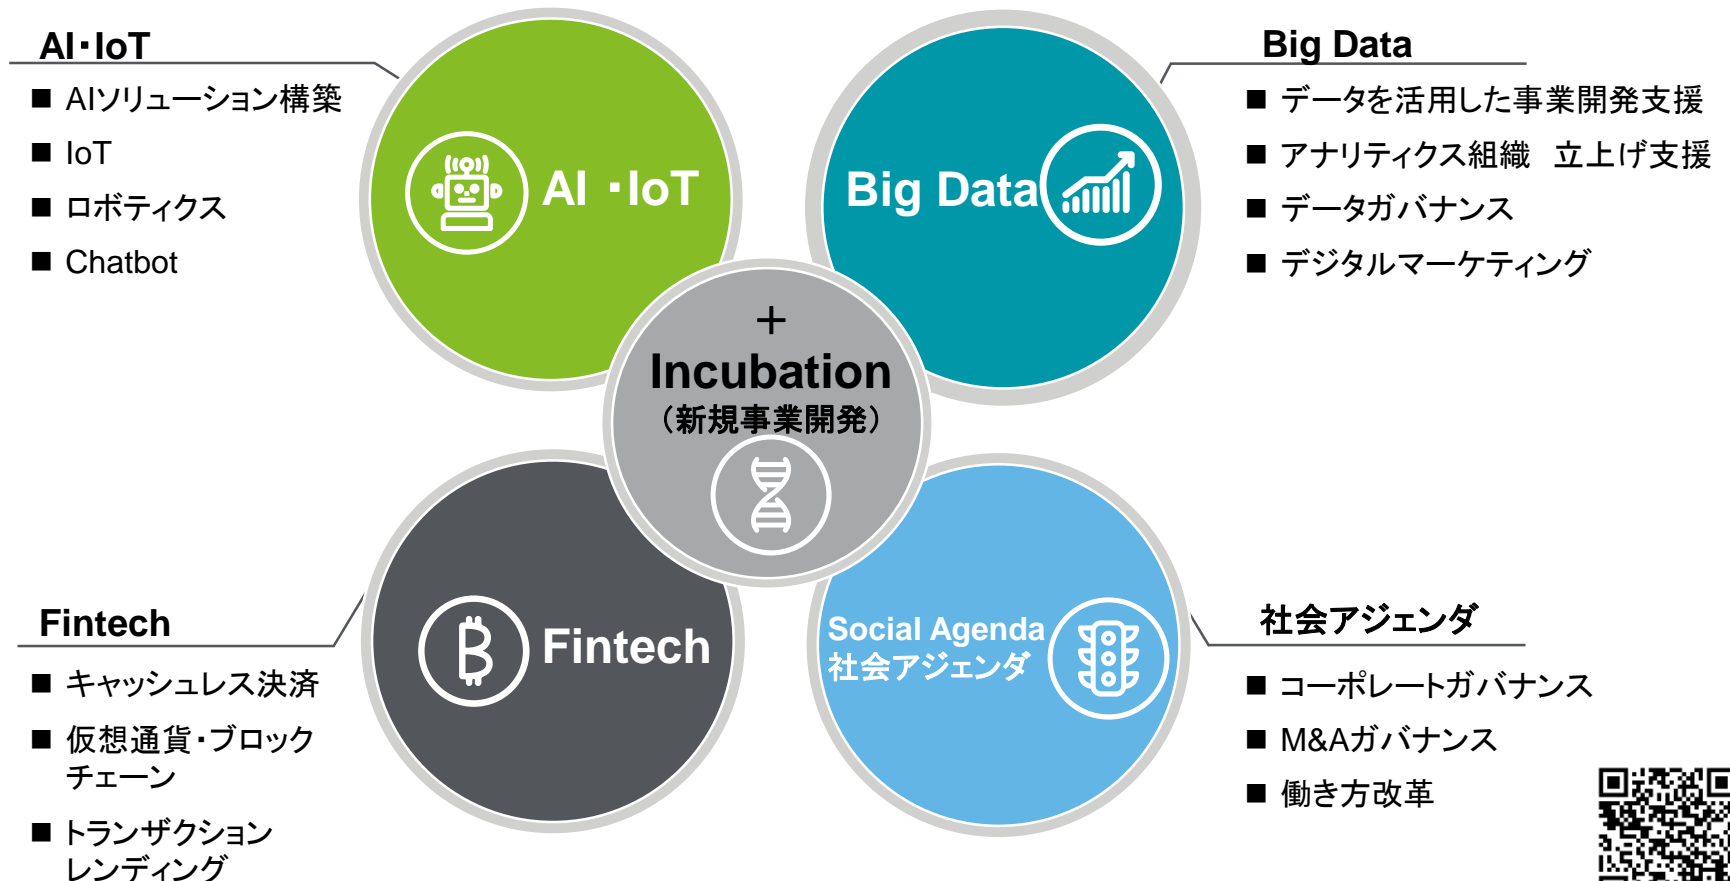 AI・IoT
■ AIソリューション構築
■ IoT
■ ロボティクス
■ Chatbot
AI ・IoT
Big Data
Big Data
■ データを活用した事業開発支援
■ アナリティクス組織　立上げ支援
■ データガバナンス
■ デジタルマーケティング
＋
Incubation
（新規事業開発）
Fintech
■ キャッシュレス決済
■ 仮想通貨・ブロック
チェーン
■ トランザクション
レンディング
Fintech
Social Agenda
社会アジェンダ
社会アジェンダ
■ コーポレートガバナンス
■ M&Aガバナンス
■ 働き方改革